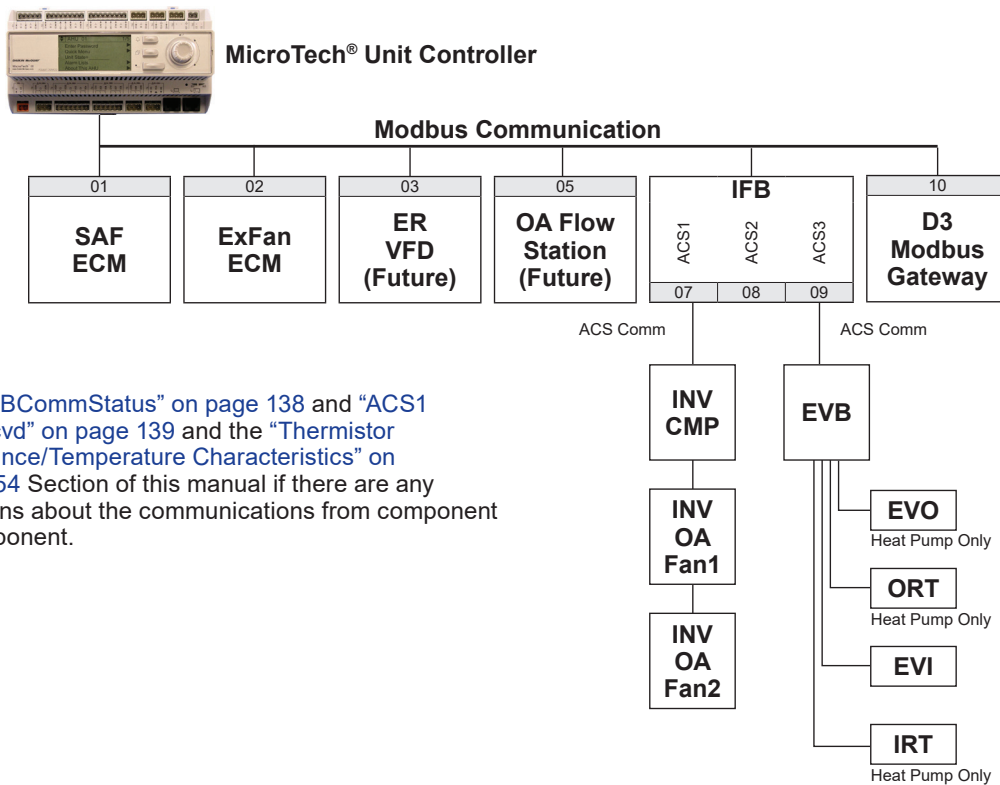 MicroTech® Unit Controller
Modbus Communication
01
SAF
ECM
02
ExFan
ECM
03
ER
VFD
(Future)
05
OA Flow
Station
(Future)
IFB
ACS1
ACS2
ACS3
07
08
09
10
D3
Modbus
Gateway
ACS Comm
ACS Comm
BCommStatus” on page 138 and “ACS1
cvd” on page 139 and the “Thermistor
nce/Temperature Characteristics” on
54 Section of this manual if there are any
ns about the communications from component
ponent.
INV
CMP
INV
OA
Fan1
INV
OA
Fan2
EVB
EVO
Heat Pump Only
ORT
Heat Pump Only
EVI
IRT
Heat Pump Only